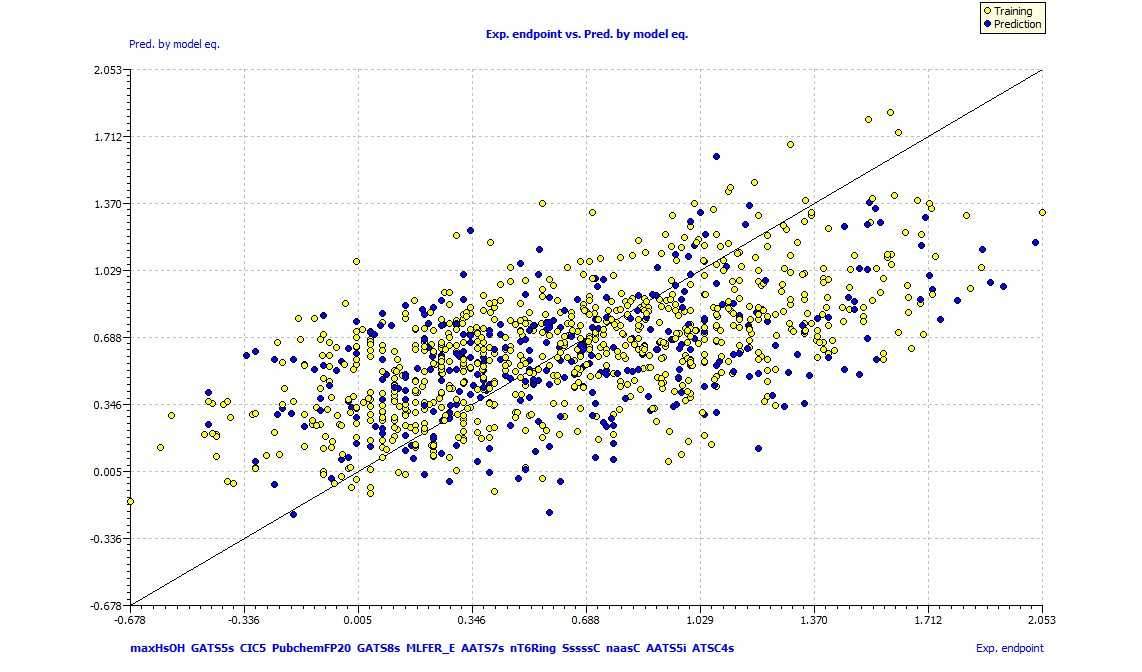 Training
Prediction
Exp. endpoint vs. Pred. by model eq.
Pred. by model eq.
2.053
1.712
1.370
1.029
0.688
0.346
0.005
-0.336
-0.678
-0.678 -0.336 0.005 0.346 0.688 1.029 1.370 1.712 2.053
maxHsOH GATS5s CIC5 PubchemFP20 GATS8s MLFER_E AATS7s nT6Ring SssssC naasC AATS5i ATSC4s Exp. endpoint